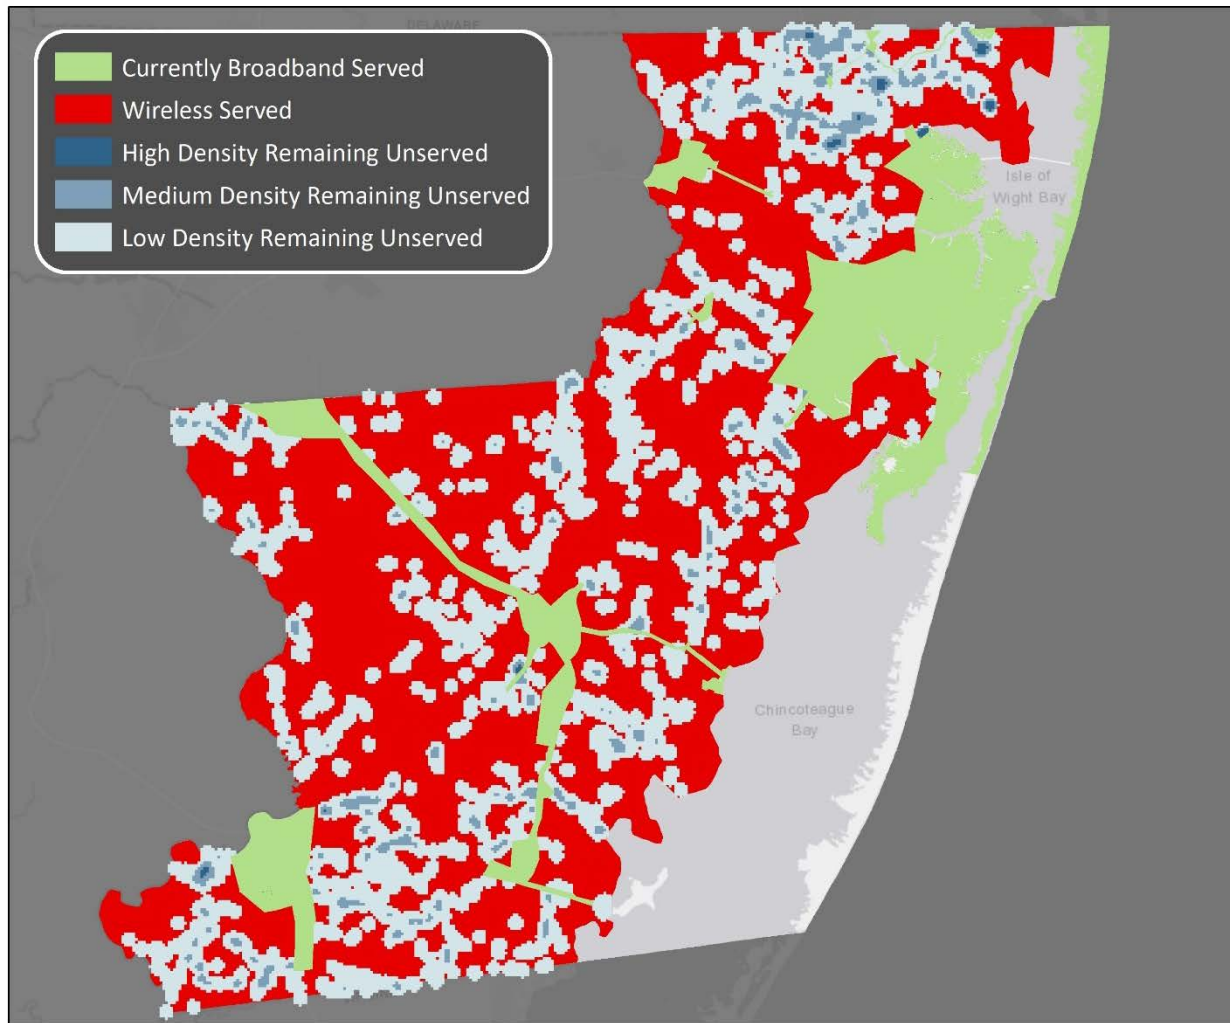 DELAWARE
Currently Broadband Served
Wireless Served
High Density Remaining Unserved
Medium Density Remaining Unserved
Low Density Remaining Unserved
Isle of
Wight Bay
Chincoteague
Bay